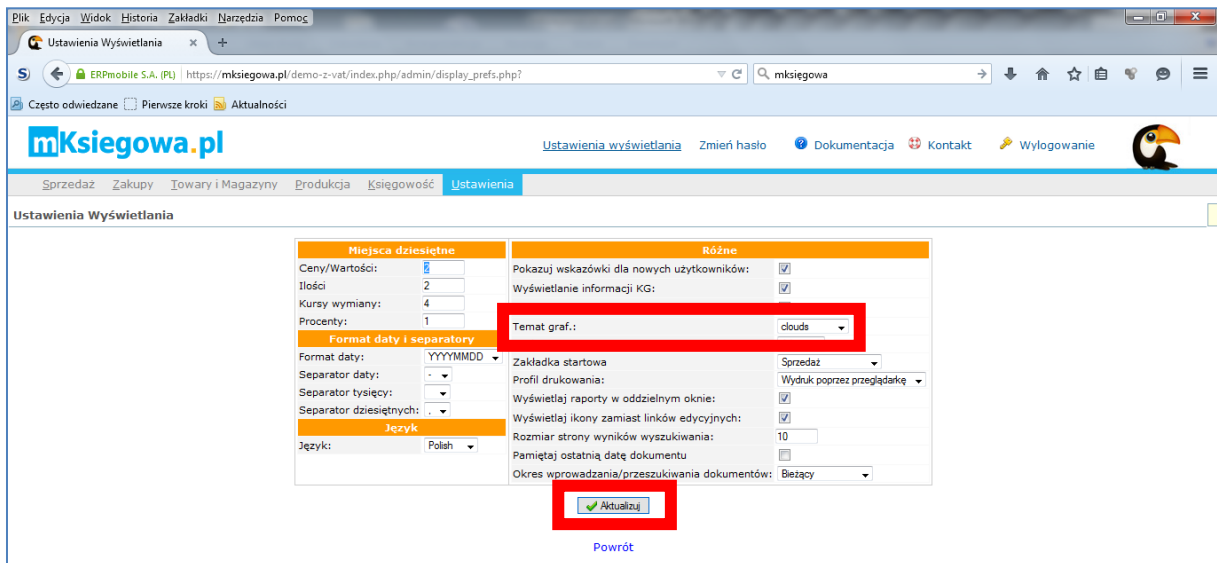 Plik Edycja Widok Historia Zakładki Narzędzia Pomoc
Ustawienia Wyświetlania
ERPmobile S.A. (PL) https://mksiegowa.pl/demo-z-vat/index.php/admin/display_prefs.php? mksięgowa
Często odwiedzane Pierwsze kroki Aktualności
mKsiegowa.pl
Ustawienia wyświetlania Zmień hasło Dokumentacja Kontakt Wylogowanie
Sprzedaż Zakupy Towary i Magazyny Produkcja Księgowość Ustawienia
Ustawienia Wyświetlania
Miejsca dziesiętne
Ceny/Wartości: 2
Ilości 2
Kursy wymiany: 4
Procenty: 1
Format daty i separatory
Format daty: YYYYMMDD
Separator daty: -
Separator tysięcy:
Separator dziesiętnych: .
Język
Język: Polish
Różne
Pokazuj wskazówki dla nowych użytkowników:
Wyświetlanie informacji KG:
Temat graf.: clouds
Zakładka startowa Sprzedaż
Profil drukowania: Wydruk poprzez przeglądarkę
Wyświetlaj raporty w oddzielnym oknie:
Wyświetlaj ikony zamiast linków edycyjnych:
Rozmiar strony wyników wyszukiwania: 10
Pamiętaj ostatnią datę dokumentu
Okres wprowadzania/przeszukiwania dokumentów: Bieżący
Aktualizuj
Powrót